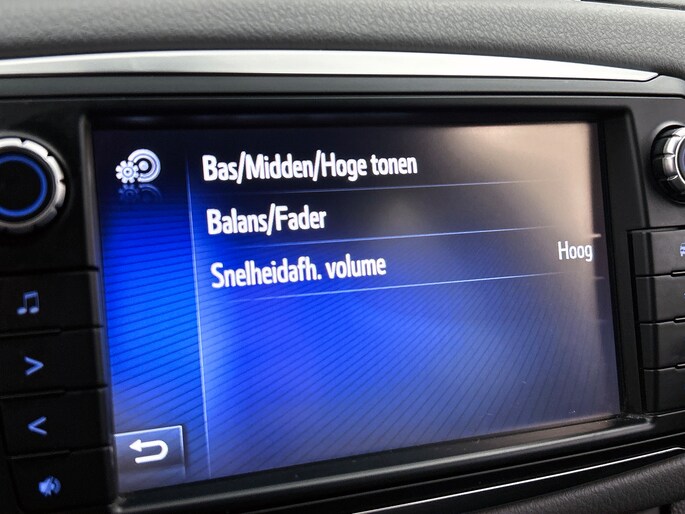 Bas/Midden/Hoge tonen
Balans/Fader
Snelheidafh. volume Hoog